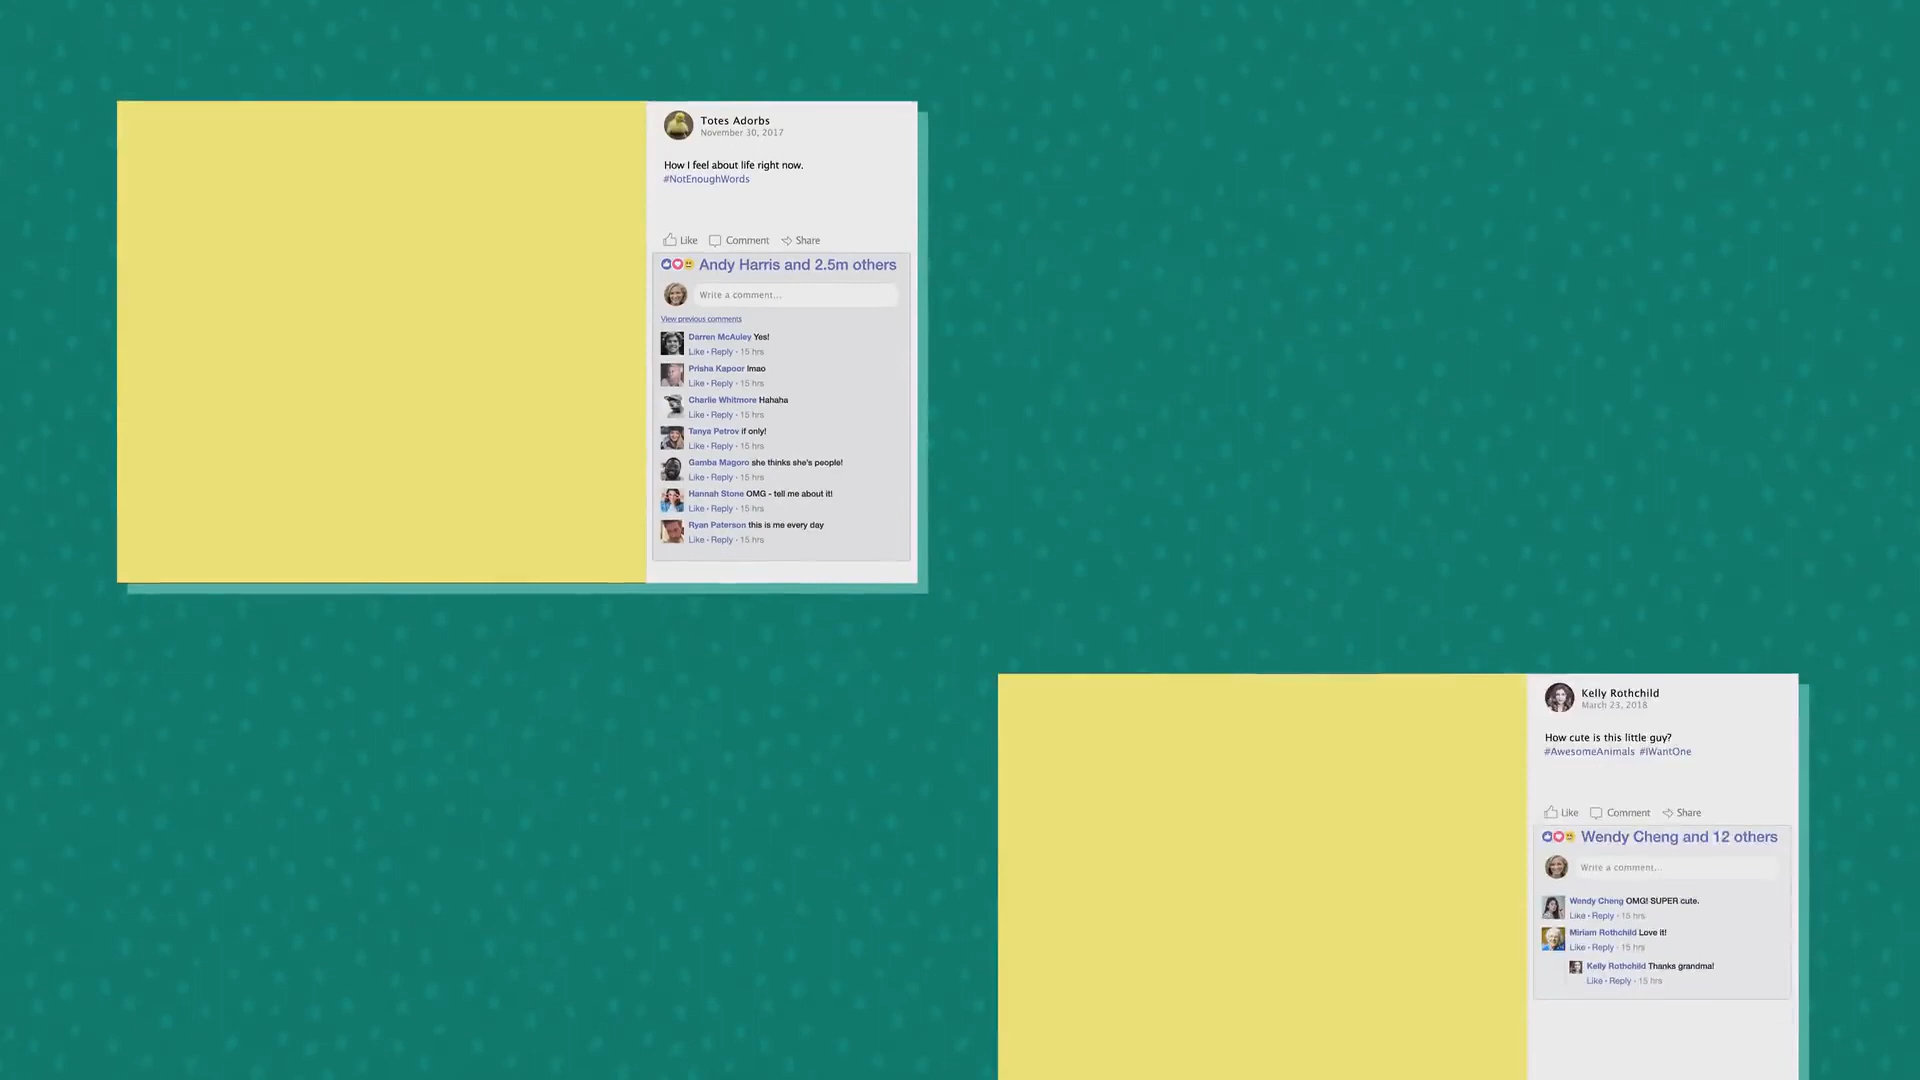 Totes Adorbs
November 30, 2017
How I feel about life right now.
#NotEnoughWords
Like Comment Share
Andy Harris and 2.5m others
Write a comment...
View previous comments
Darren McAuley Yes!
Like • Reply • 15 hrs
Prisha Kapoor lmao
Like • Reply • 15 hrs
Charlie Whitmore Hahaha
Like • Reply • 15 hrs
Tanya Petrov if only!
Like • Reply • 15 hrs
Gamba Magoro she thinks she's people!
Like • Reply • 15 hrs
Hannah Stone OMG - tell me about it!
Like • Reply • 15 hrs
Ryan Paterson this is me every day
Like • Reply • 15 hrs
Kelly Rothchild
March 23, 2018
How cute is this little guy?
#AwesomeAnimals #IWantOne
Like Comment Share
Wendy Cheng and 12 others
Write a comment...
Wendy Cheng OMG! SUPER cute.
Like • Reply • 15 hrs
Miriam Rothchild Love it!
Like • Reply • 15 hrs
Kelly Rothchild Thanks grandma!
Like • Reply • 15 hrs